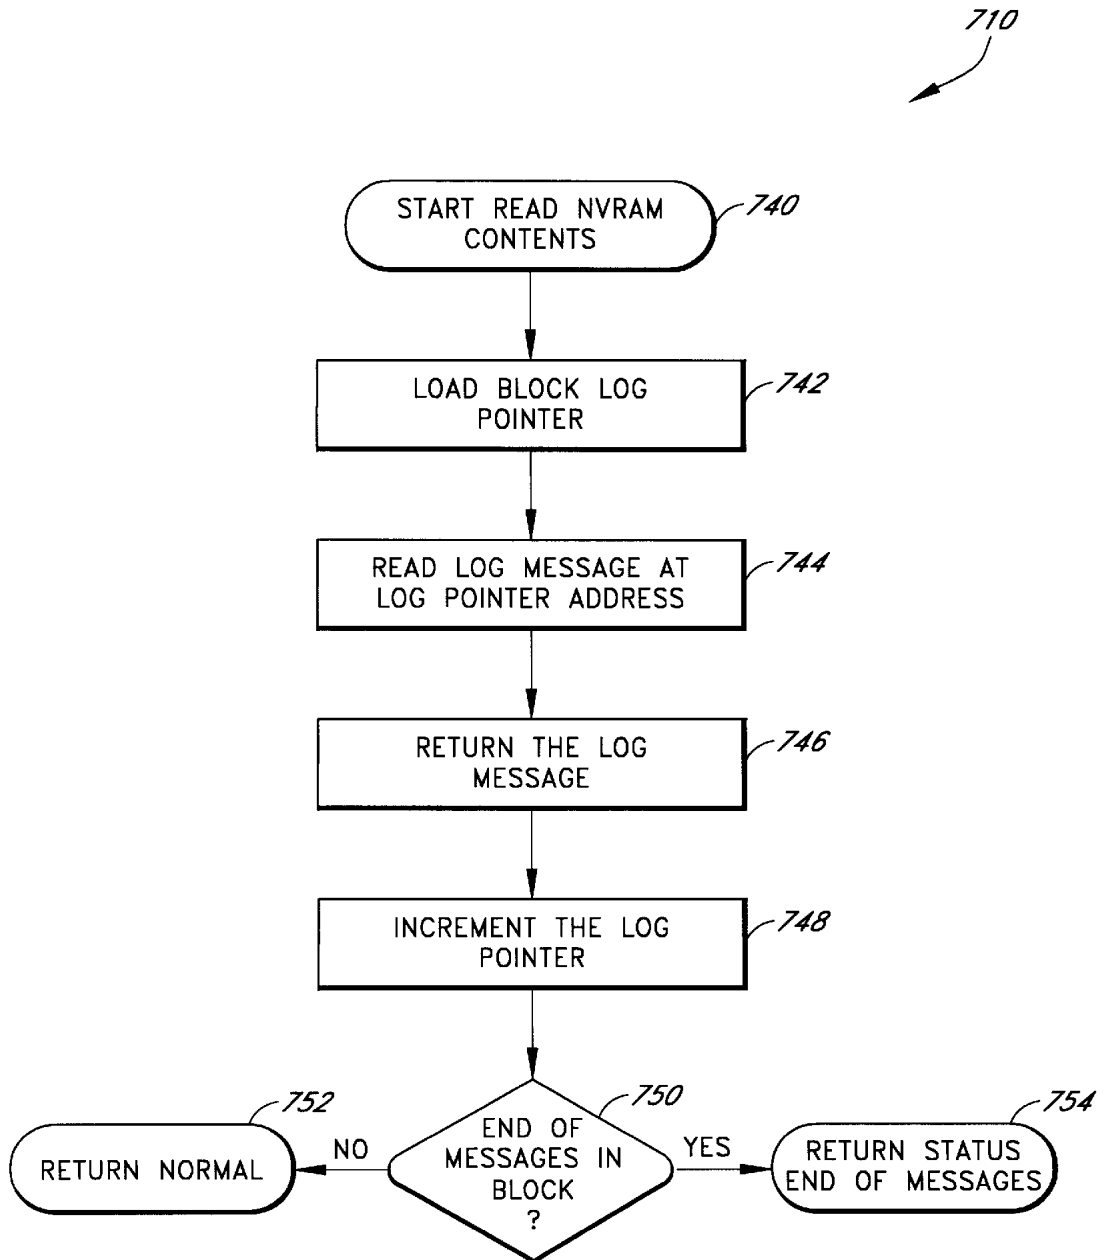 710
START READ NVRAM
CONTENTS
740
LOAD BLOCK LOG
POINTER
742
READ LOG MESSAGE AT
LOG POINTER ADDRESS
744
RETURN THE LOG
MESSAGE
746
INCREMENT THE LOG
POINTER
748
END OF
MESSAGES IN
BLOCK
?
750
NO
RETURN NORMAL
752
YES
RETURN STATUS
END OF MESSAGES
754